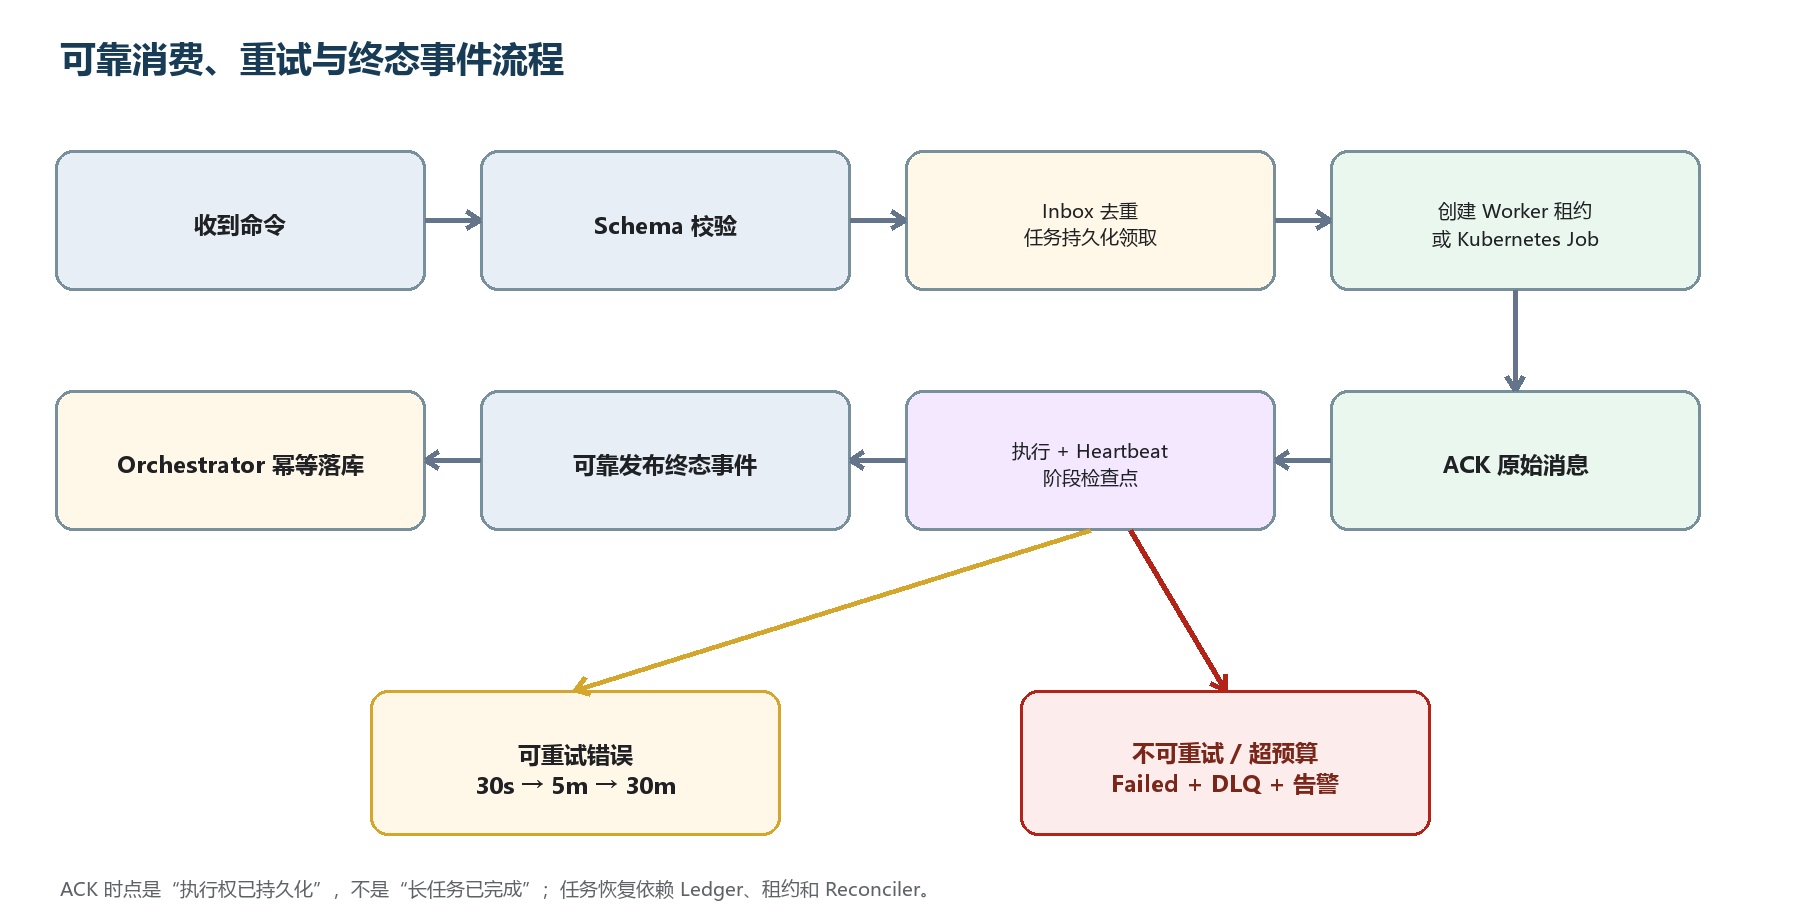 可靠消费、重试与终态事件流程
收到命令
Schema 校验
Inbox 去重
任务持久化领取
创建 Worker 租约
或 Kubernetes Job
Orchestrator 幂等落库
可靠发布终态事件
执行 + Heartbeat
阶段检查点
ACK 原始消息
可重试错误
30s → 5m → 30m
不可重试 / 超预算
Failed + DLQ + 告警
ACK 时点是“执行权已持久化”，不是“长任务已完成”；任务恢复依赖 Ledger、租约和 Reconciler。